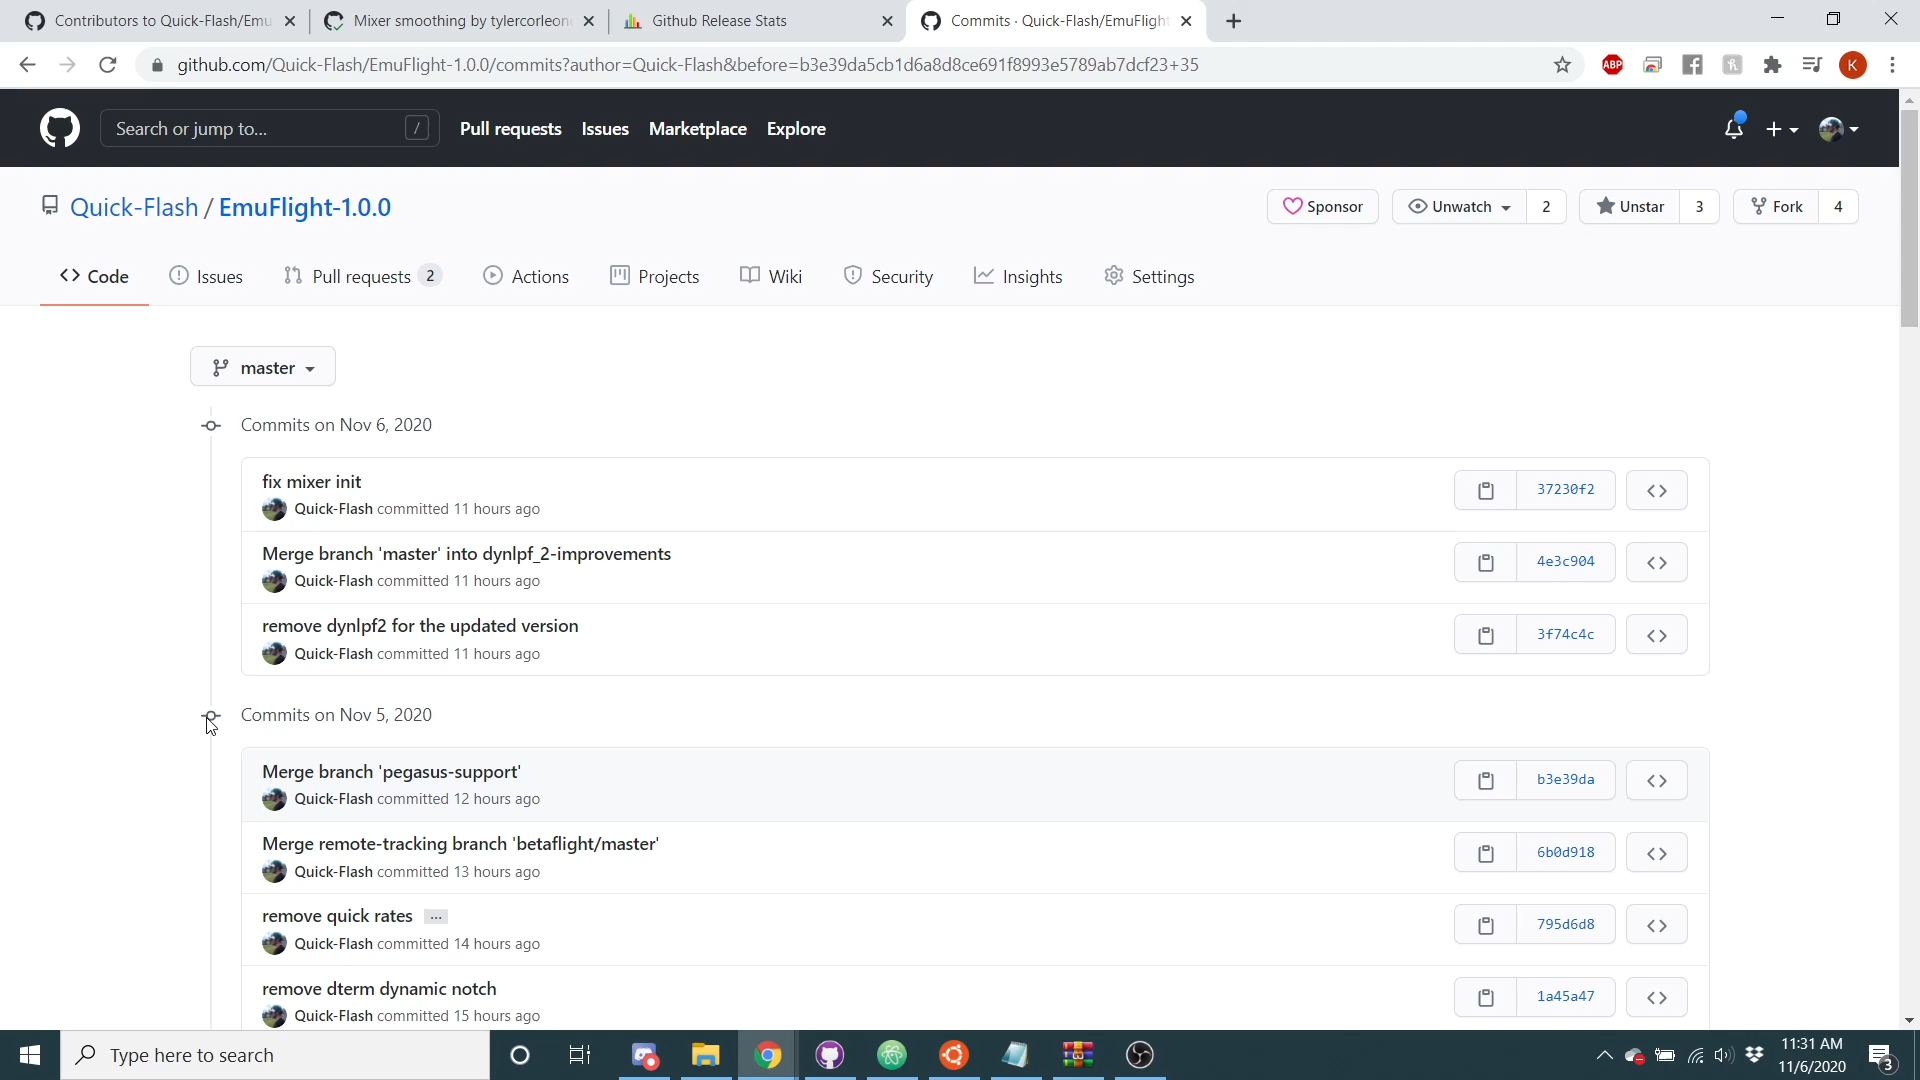 Contributors to Quick-Flash/Emu
Mixer smoothing by tylercorleon
Github Release Stats
Commits · Quick-Flash/EmuFlight
github.com/Quick-Flash/EmuFlight-1.0.0/commits?author=Quick-Flash&before=b3e39da5cb1d6a8d8ce691f8993e5789ab7dcf23+35
ABP
K
Search or jump to...
/
Pull requests
Issues
Marketplace
Explore
Quick-Flash / EmuFlight-1.0.0
Sponsor
Unwatch 2
Unstar 3
Fork 4
Code
Issues
Pull requests 2
Actions
Projects
Wiki
Security
Insights
Settings
master
Commits on Nov 6, 2020
fix mixer init
Quick-Flash committed 11 hours ago
37230f2
Merge branch 'master' into dynlpf_2-improvements
Quick-Flash committed 11 hours ago
4e3c904
remove dynlpf2 for the updated version
Quick-Flash committed 11 hours ago
3f74c4c
Commits on Nov 5, 2020
Merge branch 'pegasus-support'
Quick-Flash committed 12 hours ago
b3e39da
Merge remote-tracking branch 'betaflight/master'
Quick-Flash committed 13 hours ago
6b0d918
remove quick rates ...
Quick-Flash committed 14 hours ago
795d6d8
remove dterm dynamic notch
Quick-Flash committed 15 hours ago
1a45a47
Type here to search
11:31 AM
11/6/2020
3